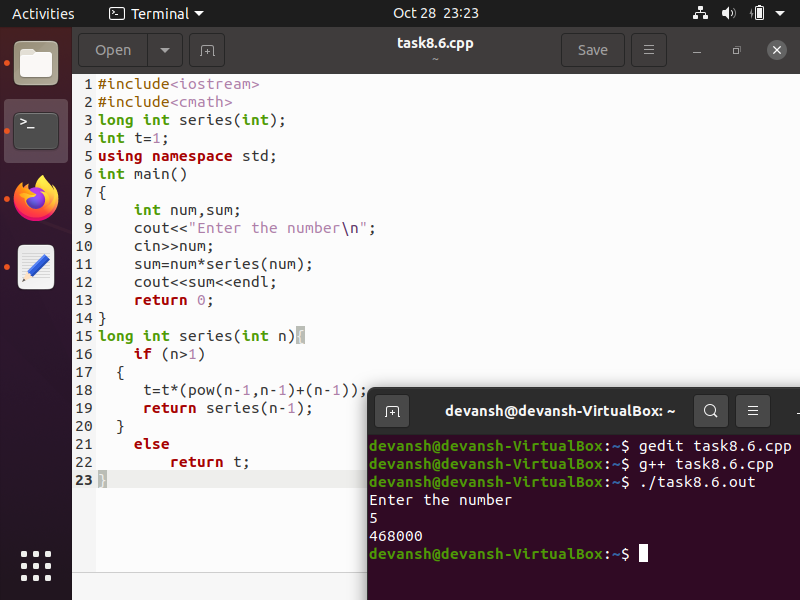 Activities Terminal Oct 28 23:23
Open task8.6.cpp Save
~
1 #include<iostream>
2 #include<cmath>
3 long int series(int);
4 int t=1;
5 using namespace std;
6 int main()
7 {
8 int num,sum;
9 cout<<"Enter the number\n";
10 cin>>num;
11 sum=num*series(num);
12 cout<<sum<<endl;
13 return 0;
14 }
15 long int series(int n){
16 if (n>1)
17 {
18 t=t*(pow(n-1,n-1)+(n-1));
19 return series(n-1);
20 }
21 else
22 return t;
23 }
>_
devansh@devansh-VirtualBox: ~
devansh@devansh-VirtualBox:~$ gedit task8.6.cpp
devansh@devansh-VirtualBox:~$ g++ task8.6.cpp
devansh@devansh-VirtualBox:~$ ./task8.6.out
Enter the number
5
468000
devansh@devansh-VirtualBox:~$